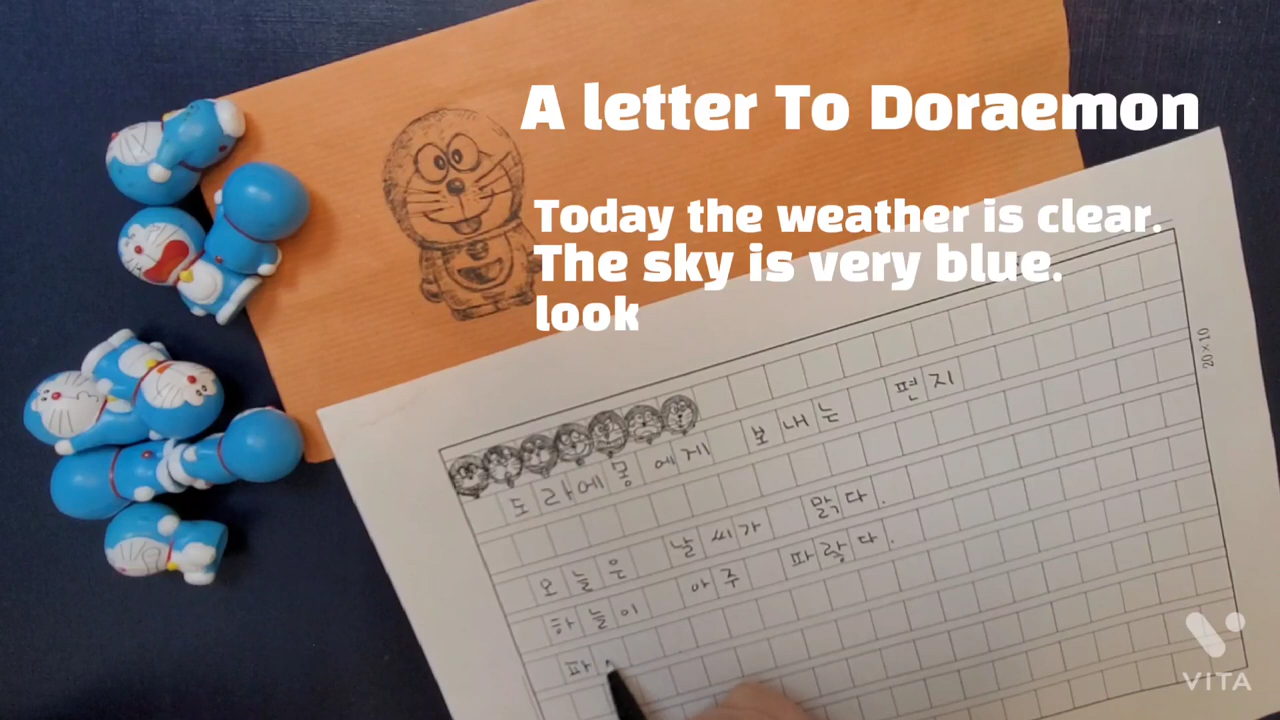 A letter To Doraemon
Today the weather is clear.
The sky is very blue.
look
20×10
도라에몽에게 보내는 편지
오늘은 날씨가 맑다.
하늘이 아주 파랗다.
파
VITA